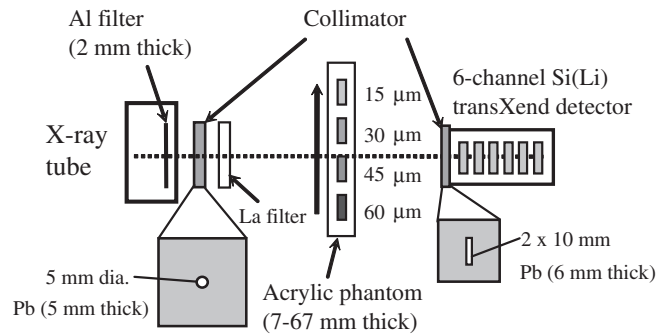 Al filter
(2 mm thick)
Collimator
6-channel Si(Li)
transXend detector
X-ray
tube
15 μm
30 μm
45 μm
60 μm
La filter
5 mm dia.
Pb (5 mm thick)
Acrylic phantom
(7-67 mm thick)
2 x 10 mm
Pb (6 mm thick)